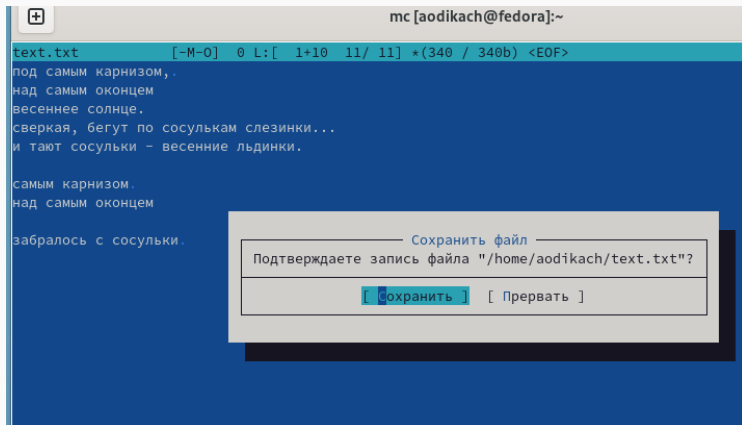 mc [aodikach@fedora]:~
text.txt [-M-O] 0 L:[ 1+10 11/ 11] *(340 / 340b) <EOF>
под самым карнизом,.
над самым оконцем
весеннее солнце.
сверкая, бегут по сосулькам слезинки...
и тают сосульки - весенние льдинки.
самым карнизом.
над самым оконцем
забралось с сосульки.
Сохранить файл
Подтверждаете запись файла "/home/aodikach/text.txt"?
[ Сохранить ] [ Прервать ]